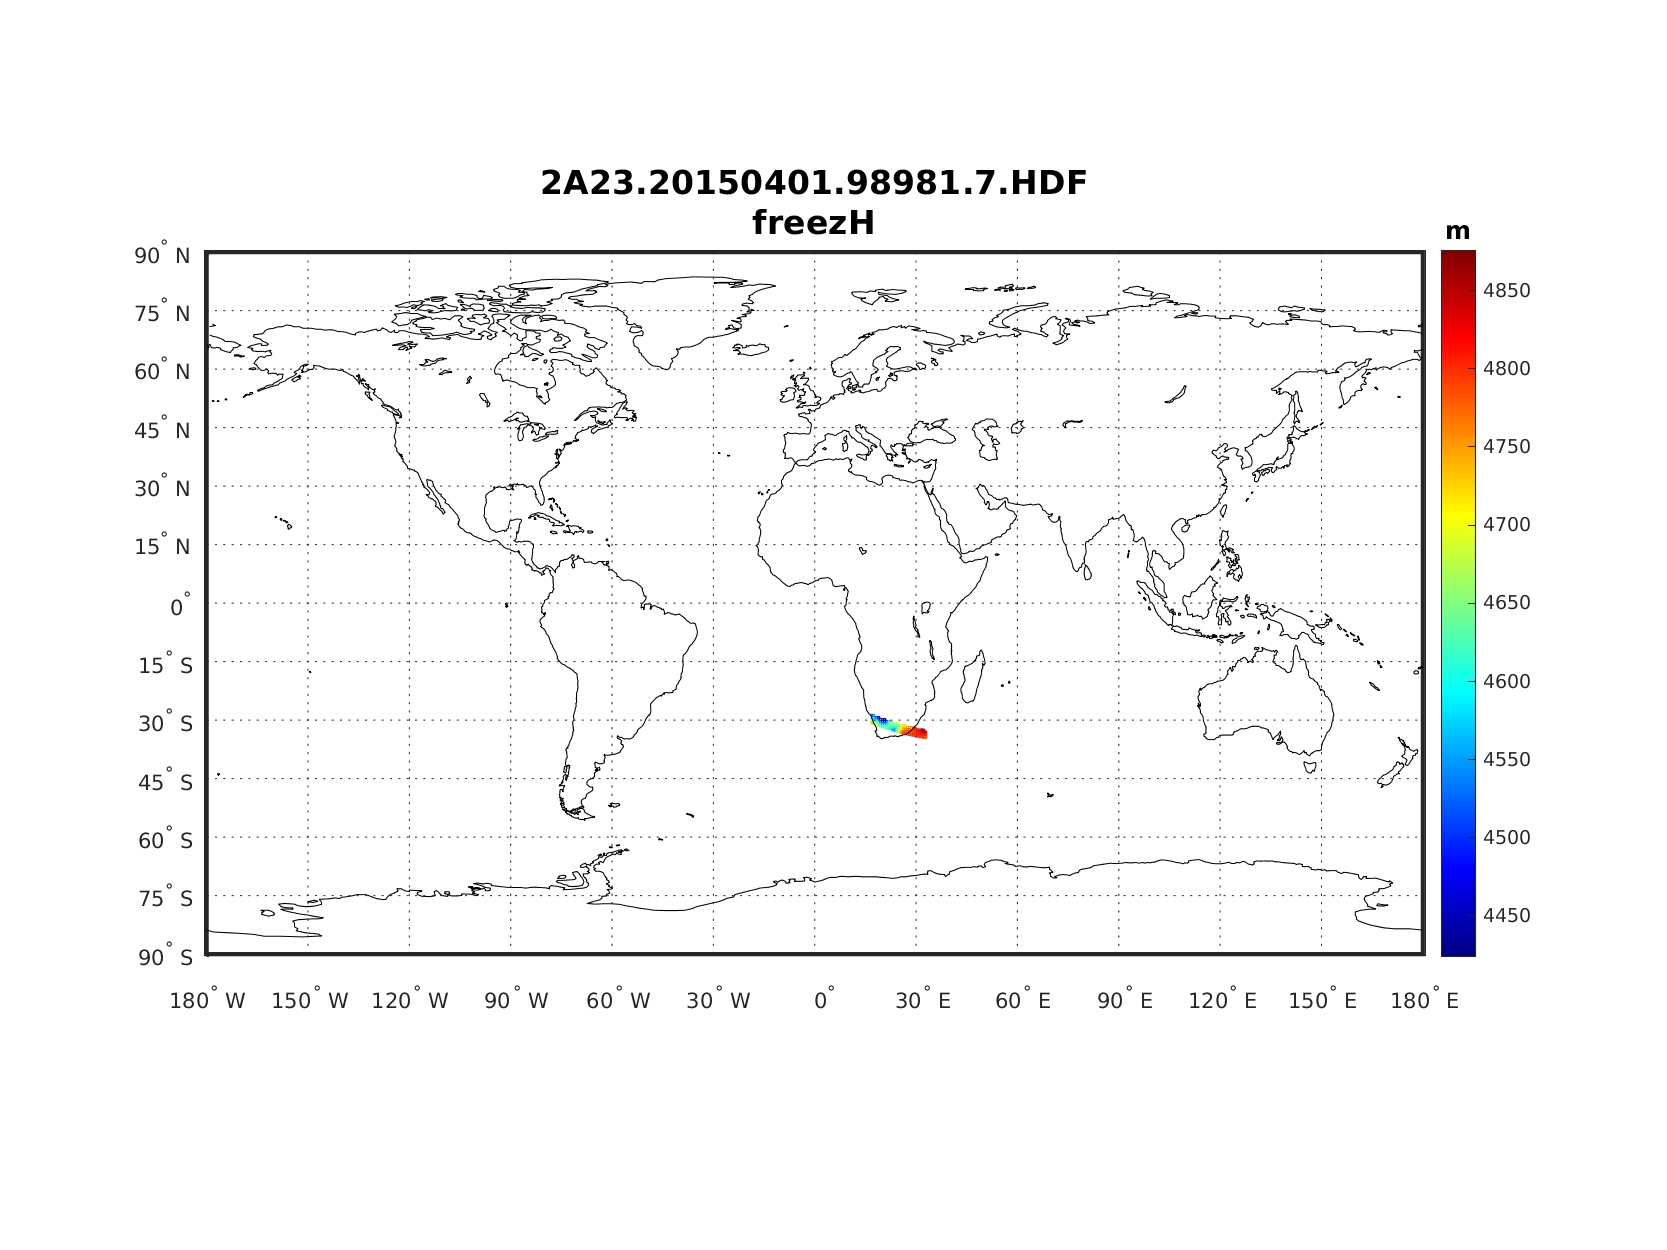 2A23.20150401.98981.7.HDF
freezH
m
90° N
75° N
60° N
45° N
30° N
15° N
0°
15° S
30° S
45° S
60° S
75° S
90° S
180° W 150° W 120° W 90° W 60° W 30° W 0° 30° E 60° E 90° E 120° E 150° E 180° E
4850
4800
4750
4700
4650
4600
4550
4500
4450